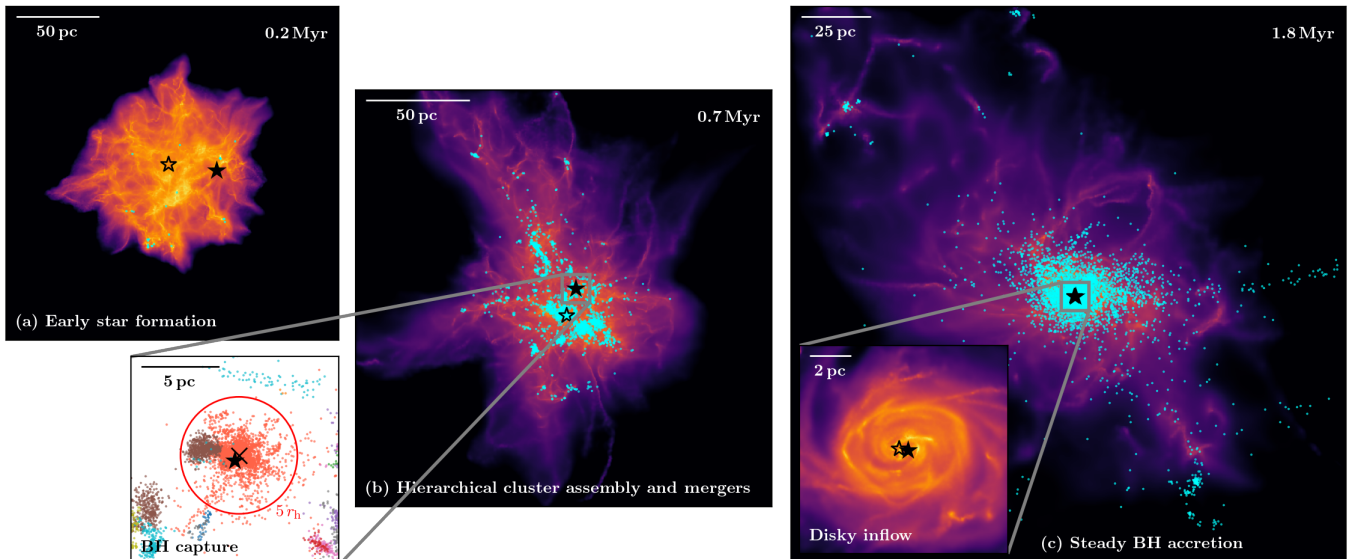 50 pc
0.2 Myr
(a) Early star formation
50 pc
0.7 Myr
(b) Hierarchical cluster assembly and mergers
5 pc
5 r_h
BH capture
25 pc
1.8 Myr
2 pc
Disky inflow
(c) Steady BH accretion